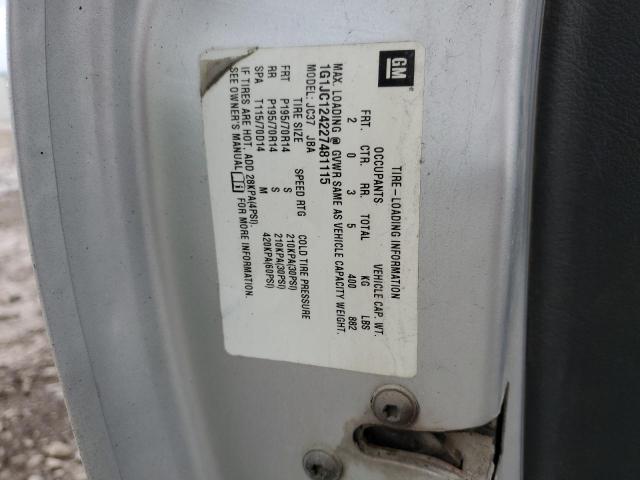 GM
TIRE-LOADING INFORMATION
OCCUPANTS VEHICLE CAP. WT.
FRT. CTR. RR. TOTAL KG LBS
2 0 3 5 400 882
MAX. LOADING @ GVWR SAME AS VEHICLE CAPACITY WEIGHT.
1G1JC124227481115
MODEL: JC37 JBA
TIRE SIZE SPEED RTG COLD TIRE PRESSURE
FRT P195/70R14 S 210KPA(30PSI)
RR P195/70R14 S 210KPA(30PSI)
SPA T115/70D14 M 420KPA(60PSI)
IF TIRES ARE HOT, ADD 28KPA(4PSI).
SEE OWNER'S MANUAL FOR MORE INFORMATION.